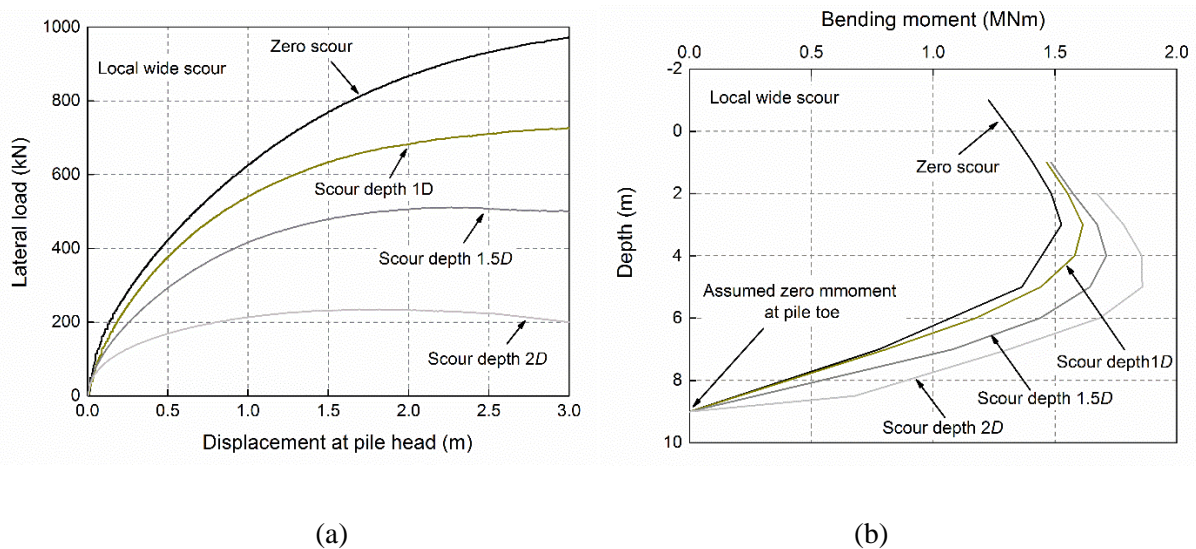 1000
800
600
400
200
0
Lateral load (kN)
Local wide scour
Zero scour
Scour depth 1D
Scour depth 1.5D
Scour depth 2D
0.0 0.5 1.0 1.5 2.0 2.5 3.0
Displacement at pile head (m)
(a)
Bending moment (MNm)
0.0 0.5 1.0 1.5 2.0
-2
0
2
4
6
8
10
Depth (m)
Local wide scour
Zero scour
Assumed zero mmoment
at pile toe
Scour depth1D
Scour depth 1.5D
Scour depth 2D
(b)